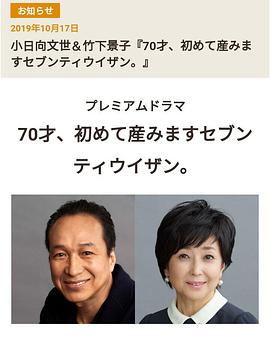 お知らせ
2019年10月17日
小日向文世＆竹下景子『70才、初めて産みま
すセブンティウイザン。』
プレミアムドラマ
70才、初めて産みますセブン
ティウイザン。